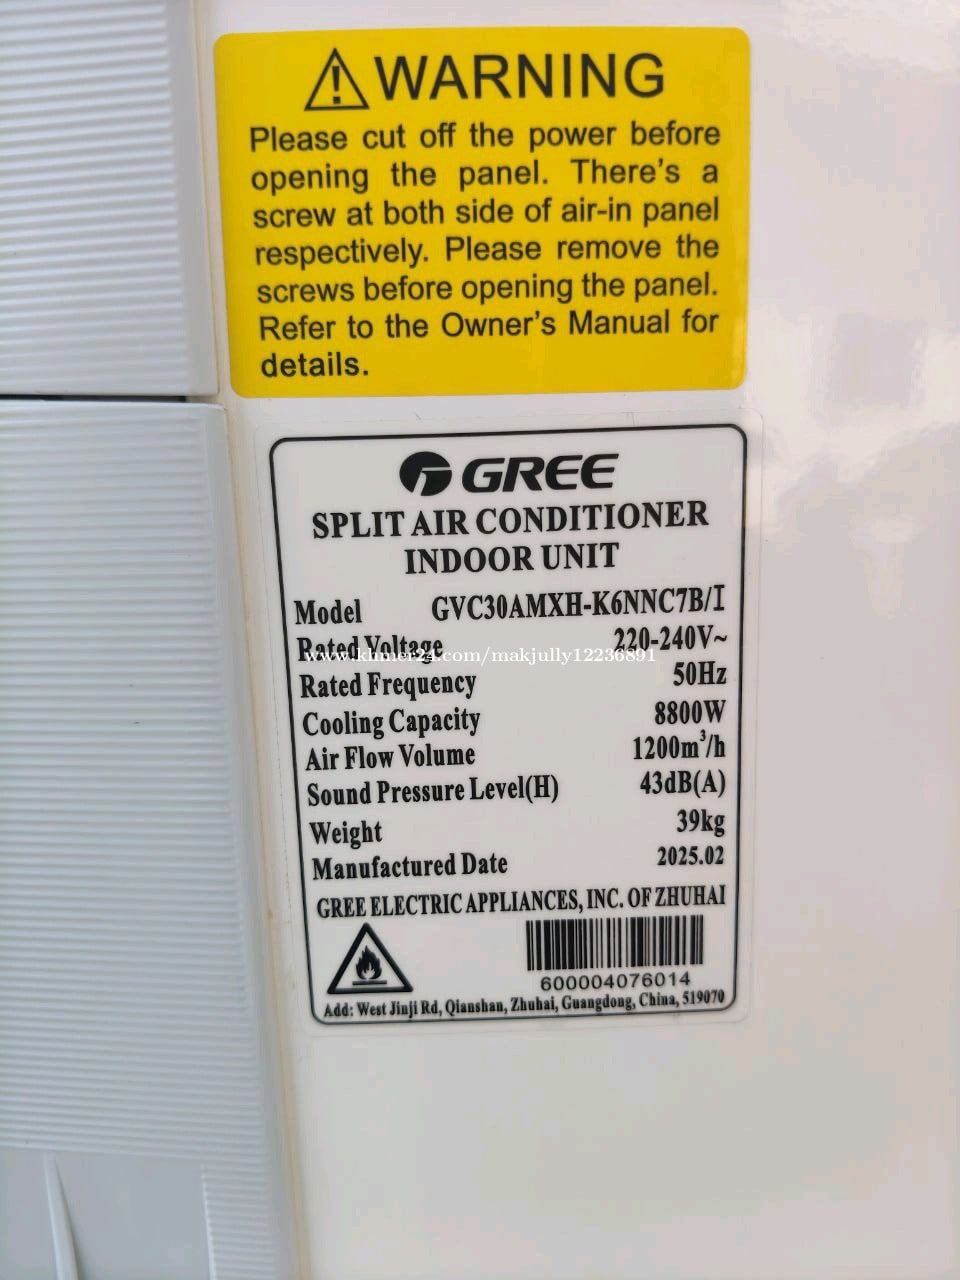 WARNING
Please cut off the power before
opening the panel. There's a
screw at both side of air-in panel
respectively. Please remove the
screws before opening the panel.
Refer to the Owner's Manual for
details.
GREE
SPLIT AIR CONDITIONER
INDOOR UNIT
Model GVC30AMXH-K6NNC7B/I
Rated Voltage 220-240V~
www.khmer24.com/makjully12236891
Rated Frequency 50Hz
Cooling Capacity 8800W
Air Flow Volume 1200m³/h
Sound Pressure Level(H) 43dB(A)
Weight 39kg
Manufactured Date 2025.02
GREE ELECTRIC APPLIANCES, INC. OF ZHUHAI
600004076014
Add: West Jinji Rd, Qianshan, Zhuhai, Guangdong, China, 519070